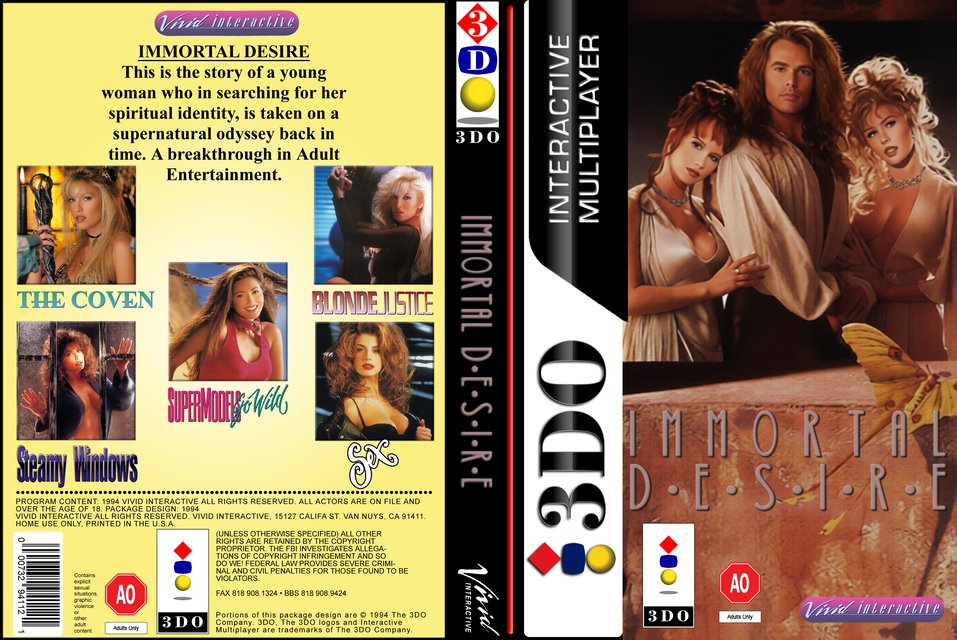 Vivid interactive
IMMORTAL DESIRE
This is the story of a young
woman who in searching for her
spiritual identity, is taken on a
supernatural odyssey back in
time. A breakthrough in Adult
Entertainment.
THE COVEN
BLONDE JUSTICE
SUPERMODELS Go Wild
Steamy Windows
Sex
PROGRAM CONTENT: 1994 VIVID INTERACTIVE ALL RIGHTS RESERVED. ALL ACTORS ARE ON FILE AND
OVER THE AGE OF 18. PACKAGE DESIGN: 1994
VIVID INTERACTIVE ALL RIGHTS RESERVED. VIVID INTERACTIVE, 15127 CALIFA ST. VAN NUYS, CA 91411.
HOME USE ONLY, PRINTED IN THE U.S.A.
0 00732 94112 1
Contains
explicit
sexual
situations,
graphic
violence
or
other
adult
content.
AO
Adults Only
3DO
(UNLESS OTHERWISE SPECIFIED) ALL OTHER
RIGHTS ARE RETAINED BY THE COPYRIGHT
PROPRIETOR. THE FBI INVESTIGATES ALLEGA-
TIONS OF COPYRIGHT INFRINGEMENT AND SO
DO WE! FEDERAL LAW PROVIDES SEVERE CRIMI-
NAL AND CIVIL PENALTIES FOR THOSE FOUND TO BE
VIOLATORS.
FAX 818 908.1324 • BBS 818 908.9424
Portions of this package design are © 1994 The 3DO
Company. 3DO, The 3DO logos and Interactive
Multiplayer are trademarks of The 3DO Company.
3
D
3DO
IMMORTAL D•E•S•I•R•E
Vivid
INTERACTIVE
INTERACTIVE
MULTIPLAYER
3DO
IMMORTAL
D•E•S•I•R•E
3DO
AO
Adults Only
Vivid interactive